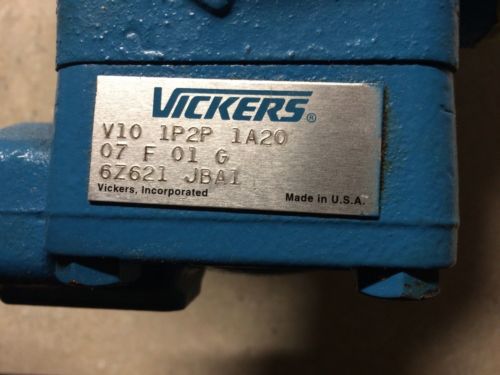 VICKERS®
V10 1P2P 1A20
07 F 01 G
6Z621 JBA1
Vickers, Incorporated Made in U.S.A.